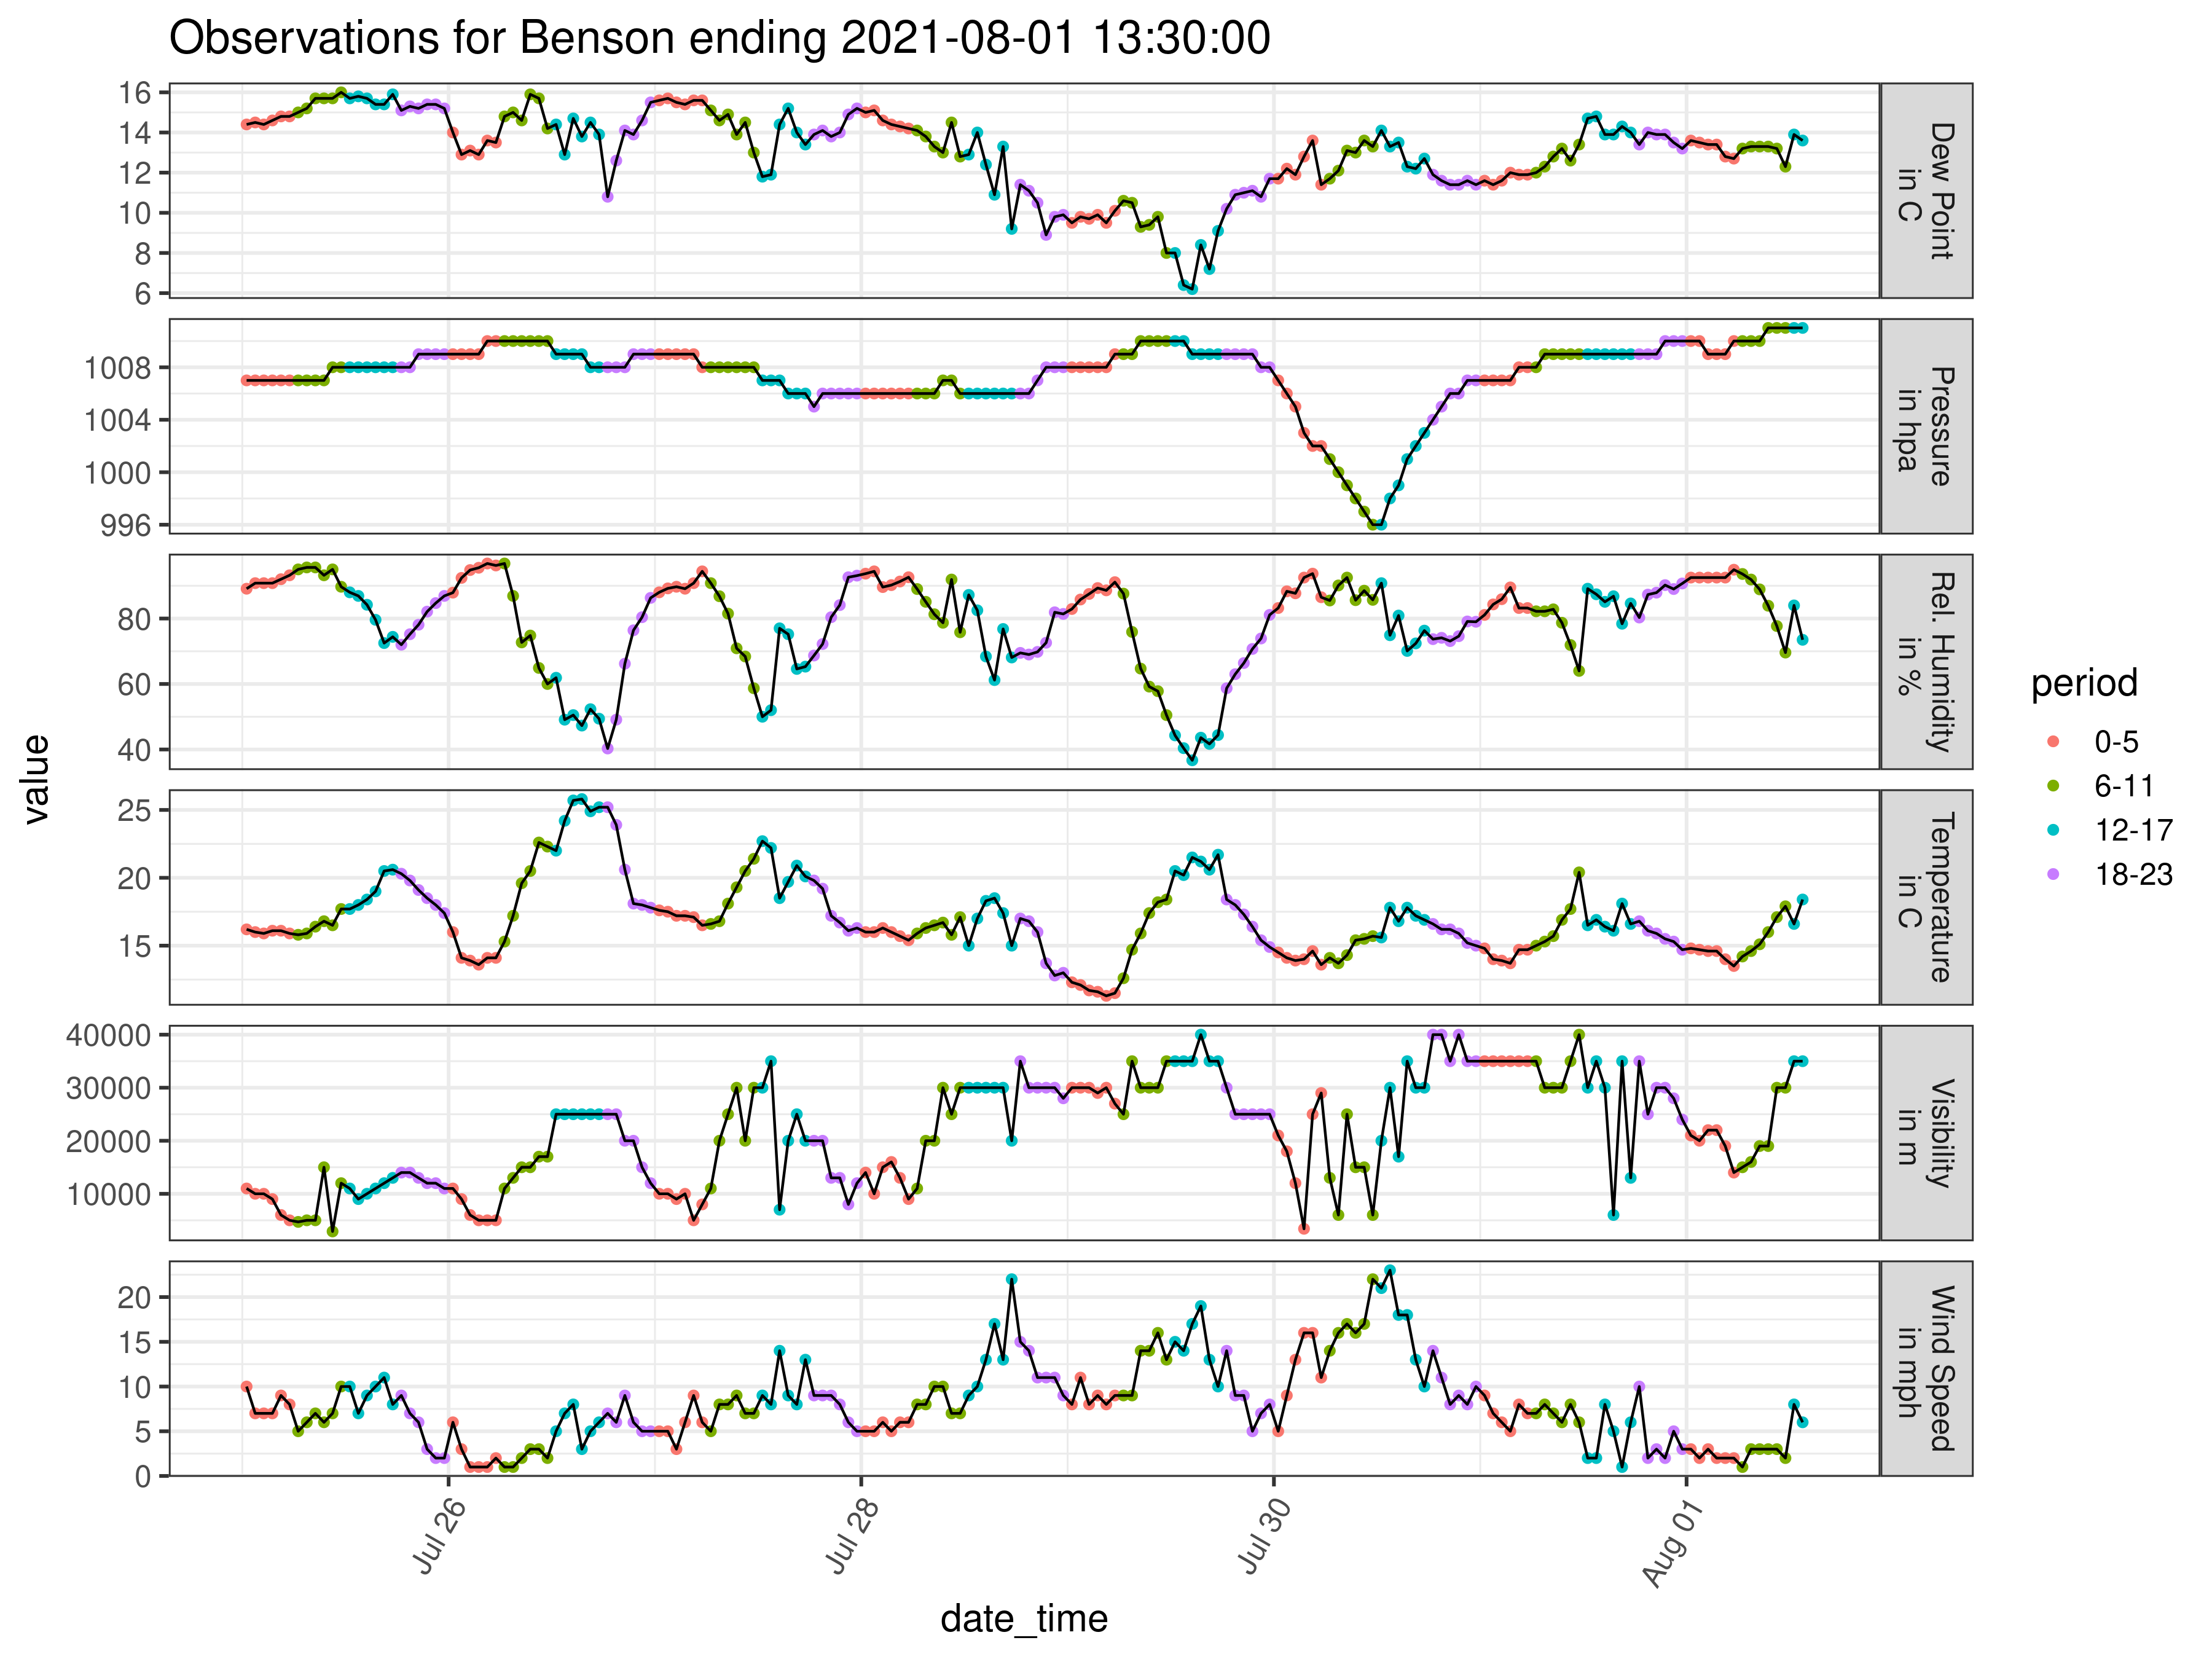 Observations for Benson ending 2021-08-01 13:30:00
16
14
12
10
8
6
Dew Point
in C
1008
1004
1000
996
Pressure
in hpa
80
60
40
Rel. Humidity
in %
25
20
15
Temperature
in C
40000
30000
20000
10000
Visibility
in m
20
15
10
5
0
Wind Speed
in mph
value
Jul 26
Jul 28
Jul 30
Aug 01
date_time
period
0-5
6-11
12-17
18-23